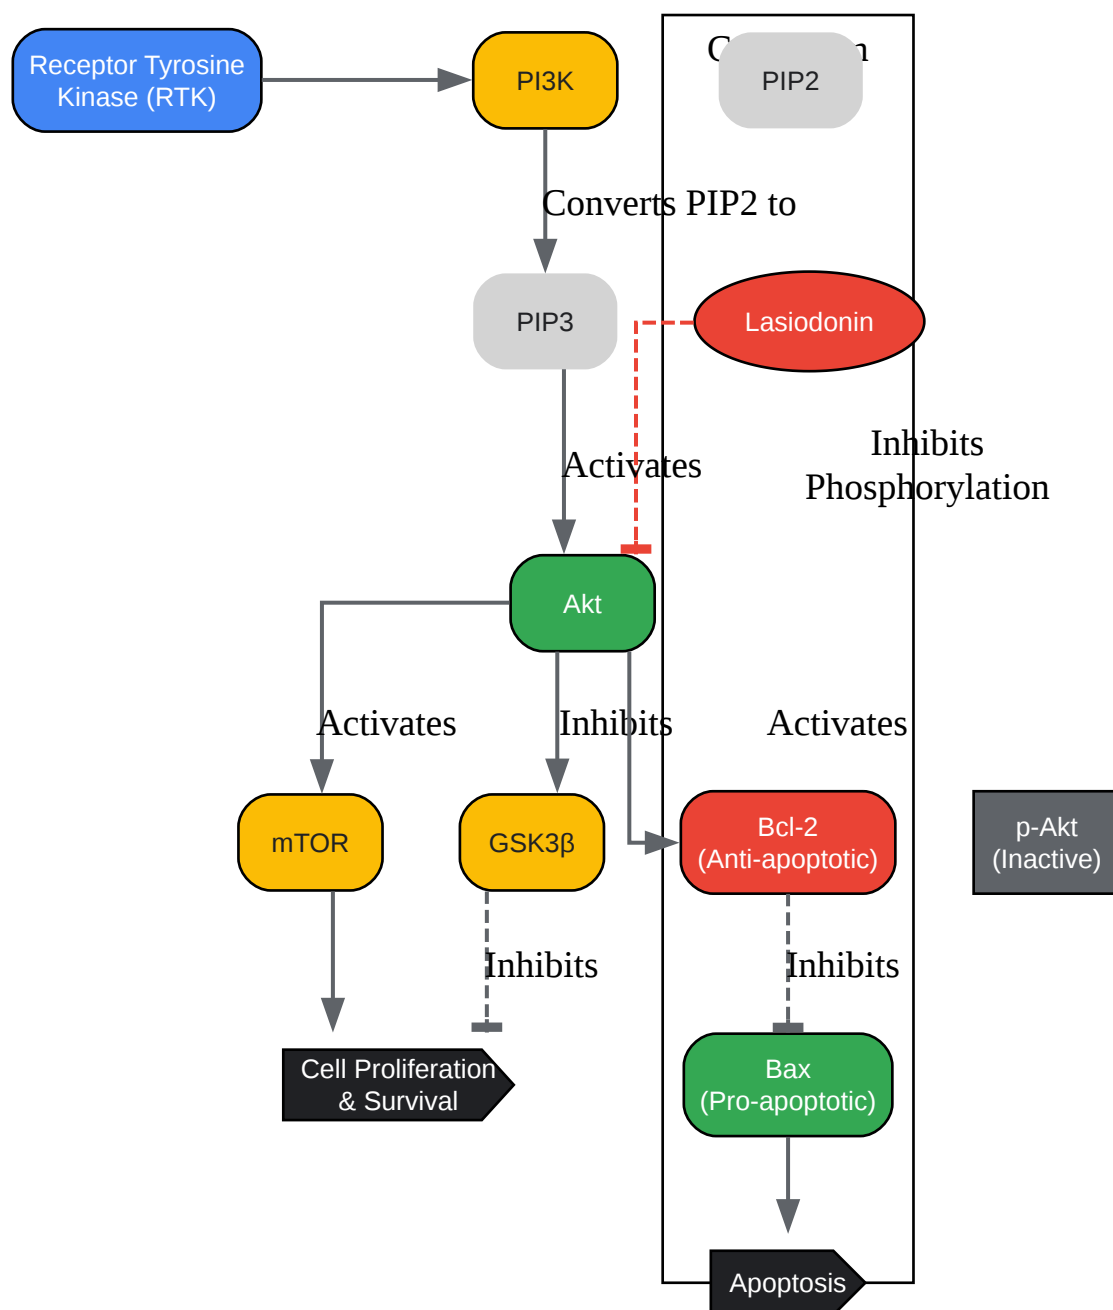 Receptor Tyrosine
Kinase (RTK)
PI3K
PIP2
Converts PIP2 to
PIP3
Lasiodonin
Activates
Inhibits
Phosphorylation
Akt
Activates
Inhibits
Activates
mTOR
GSK3β
Bcl-2
(Anti-apoptotic)
p-Akt
(Inactive)
Inhibits
Inhibits
Cell Proliferation
& Survival
Bax
(Pro-apoptotic)
Apoptosis